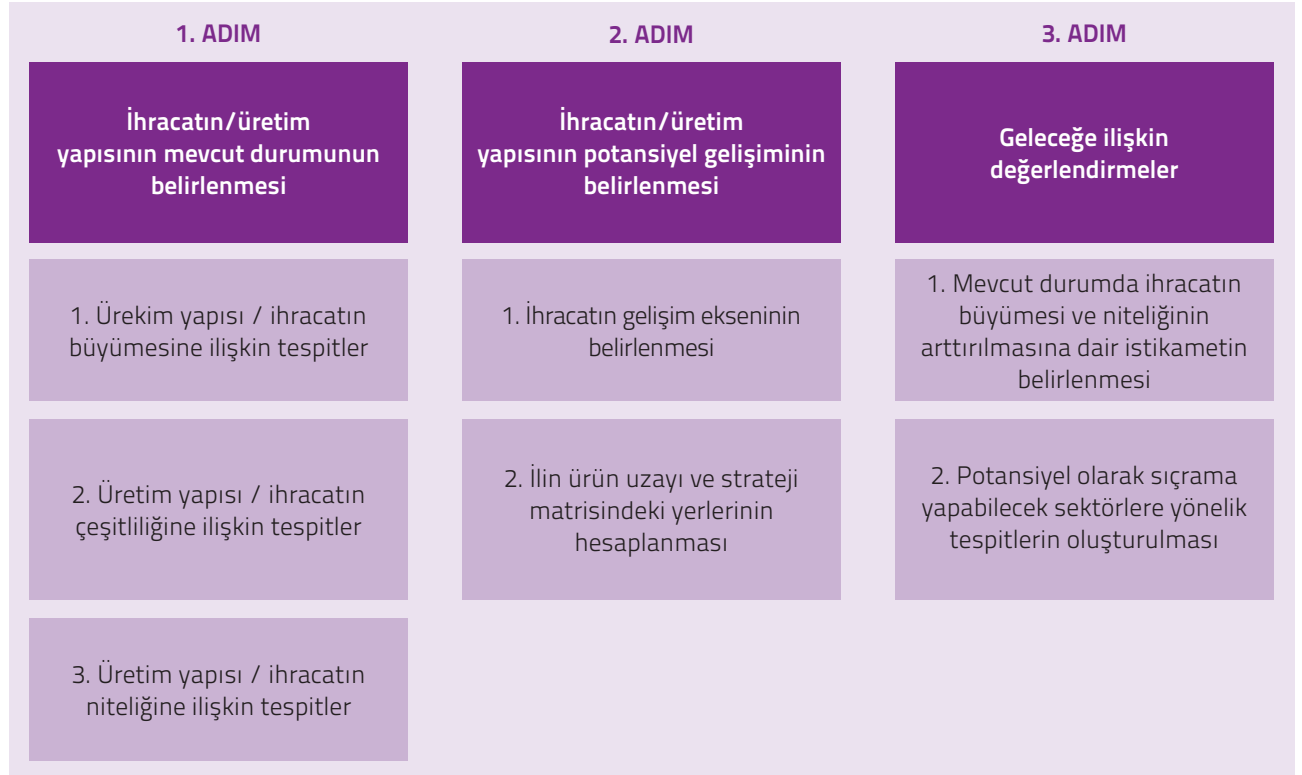 1. ADIM
İhracatın/üretim
yapısının mevcut durumunun
belirlenmesi
1. Ürekim yapısı / ihracatın
büyümesine ilişkin tespitler
2. Üretim yapısı / ihracatın
çeşitliliğine ilişkin tespitler
3. Üretim yapısı / ihracatın
niteliğine ilişkin tespitler
2. ADIM
İhracatın/üretim
yapısının potansiyel gelişiminin
belirlenmesi
1. İhracatın gelişim ekseninin
belirlenmesi
2. İlin ürün uzayı ve strateji
matrisindeki yerlerinin
hesaplanması
3. ADIM
Geleceğe ilişkin
değerlendirmeler
1. Mevcut durumda ihracatın
büyümesi ve niteliğinin
arttırılmasına dair istikametin
belirlenmesi
2. Potansiyel olarak sıçrama
yapabilecek sektörlere yönelik
tespitlerin oluşturulması